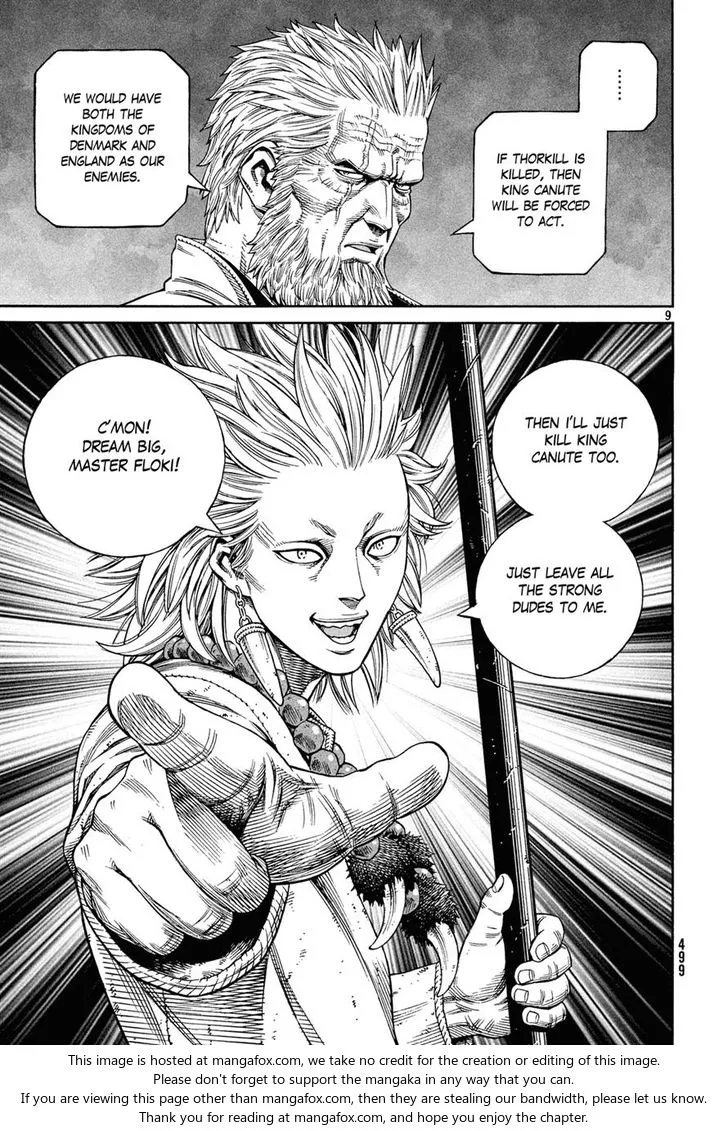 ......
IF THORKILL IS
KILLED, THEN
KING CANUTE
WILL BE FORCED
TO ACT.
WE WOULD HAVE
BOTH THE
KINGDOMS OF
DENMARK AND
ENGLAND AS OUR
ENEMIES.
9
THEN I'LL JUST
KILL KING
CANUTE TOO.
JUST LEAVE ALL
THE STRONG
DUDES TO ME.
C'MON!
DREAM BIG,
MASTER FLOKI!
499
This image is hosted at mangafox.com, we take no credit for the creation or editing of this image.
Please don't forget to support the mangaka in any way that you can.
If you are viewing this page other than mangafox.com, then they are stealing our bandwidth, please let us know.
Thank you for reading at mangafox.com, and hope you enjoy the chapter.